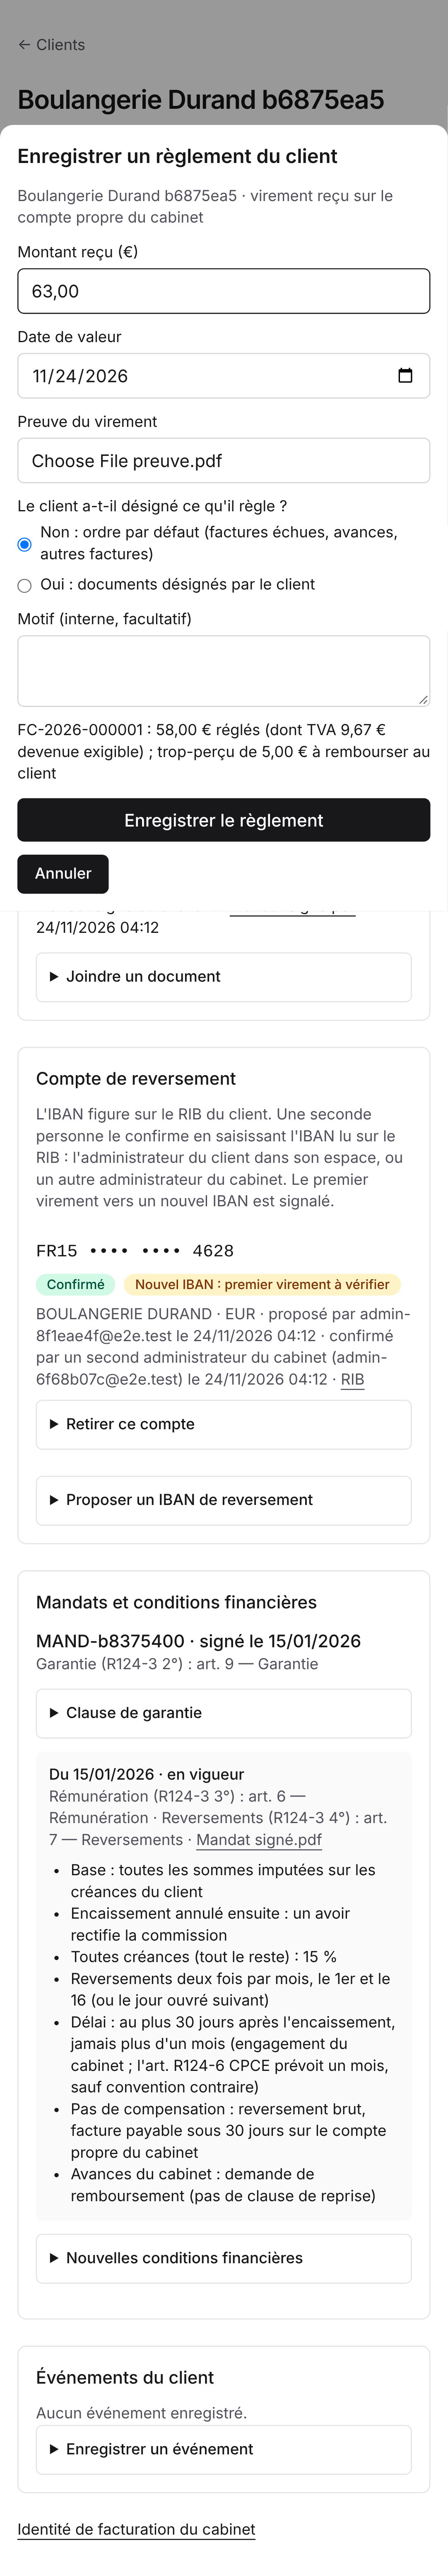 ← Clients
Boulangerie Durand b6875ea5
Enregistrer un règlement du client
Boulangerie Durand b6875ea5 · virement reçu sur le
compte propre du cabinet
Montant reçu (€)
63,00
Date de valeur
11/24/2026
Preuve du virement
Choose File preuve.pdf
Le client a-t-il désigné ce qu'il règle ?
Non : ordre par défaut (factures échues, avances,
autres factures)
Oui : documents désignés par le client
Motif (interne, facultatif)
FC-2026-000001 : 58,00 € réglés (dont TVA 9,67 €
devenue exigible) ; trop-perçu de 5,00 € à rembourser au
client
Enregistrer le règlement
Annuler
24/11/2026 04:12
▶ Joindre un document
Compte de reversement
L'IBAN figure sur le RIB du client. Une seconde
personne le confirme en saisissant l'IBAN lu sur le
RIB : l'administrateur du client dans son espace, ou
un autre administrateur du cabinet. Le premier
virement vers un nouvel IBAN est signalé.
FR15 •••• •••• 4628
Confirmé
Nouvel IBAN : premier virement à vérifier
BOULANGERIE DURAND · EUR · proposé par admin-
8f1eae4f@e2e.test le 24/11/2026 04:12 · confirmé
par un second administrateur du cabinet (admin-
6f68b07c@e2e.test) le 24/11/2026 04:12 · RIB
▶ Retirer ce compte
▶ Proposer un IBAN de reversement
Mandats et conditions financières
MAND-b8375400 · signé le 15/01/2026
Garantie (R124-3 2°) : art. 9 — Garantie
▶ Clause de garantie
Du 15/01/2026 · en vigueur
Rémunération (R124-3 3°) : art. 6 —
Rémunération · Reversements (R124-3 4°) : art.
7 — Reversements · Mandat signé.pdf
• Base : toutes les sommes imputées sur les
créances du client
• Encaissement annulé ensuite : un avoir
rectifie la commission
• Toutes créances (tout le reste) : 15 %
• Reversements deux fois par mois, le 1er et le
16 (ou le jour ouvré suivant)
• Délai : au plus 30 jours après l'encaissement,
jamais plus d'un mois (engagement du
cabinet ; l'art. R124-6 CPCE prévoit un mois,
sauf convention contraire)
• Pas de compensation : reversement brut,
facture payable sous 30 jours sur le compte
propre du cabinet
• Avances du cabinet : demande de
remboursement (pas de clause de reprise)
▶ Nouvelles conditions financières
Événements du client
Aucun événement enregistré.
▶ Enregistrer un événement
Identité de facturation du cabinet